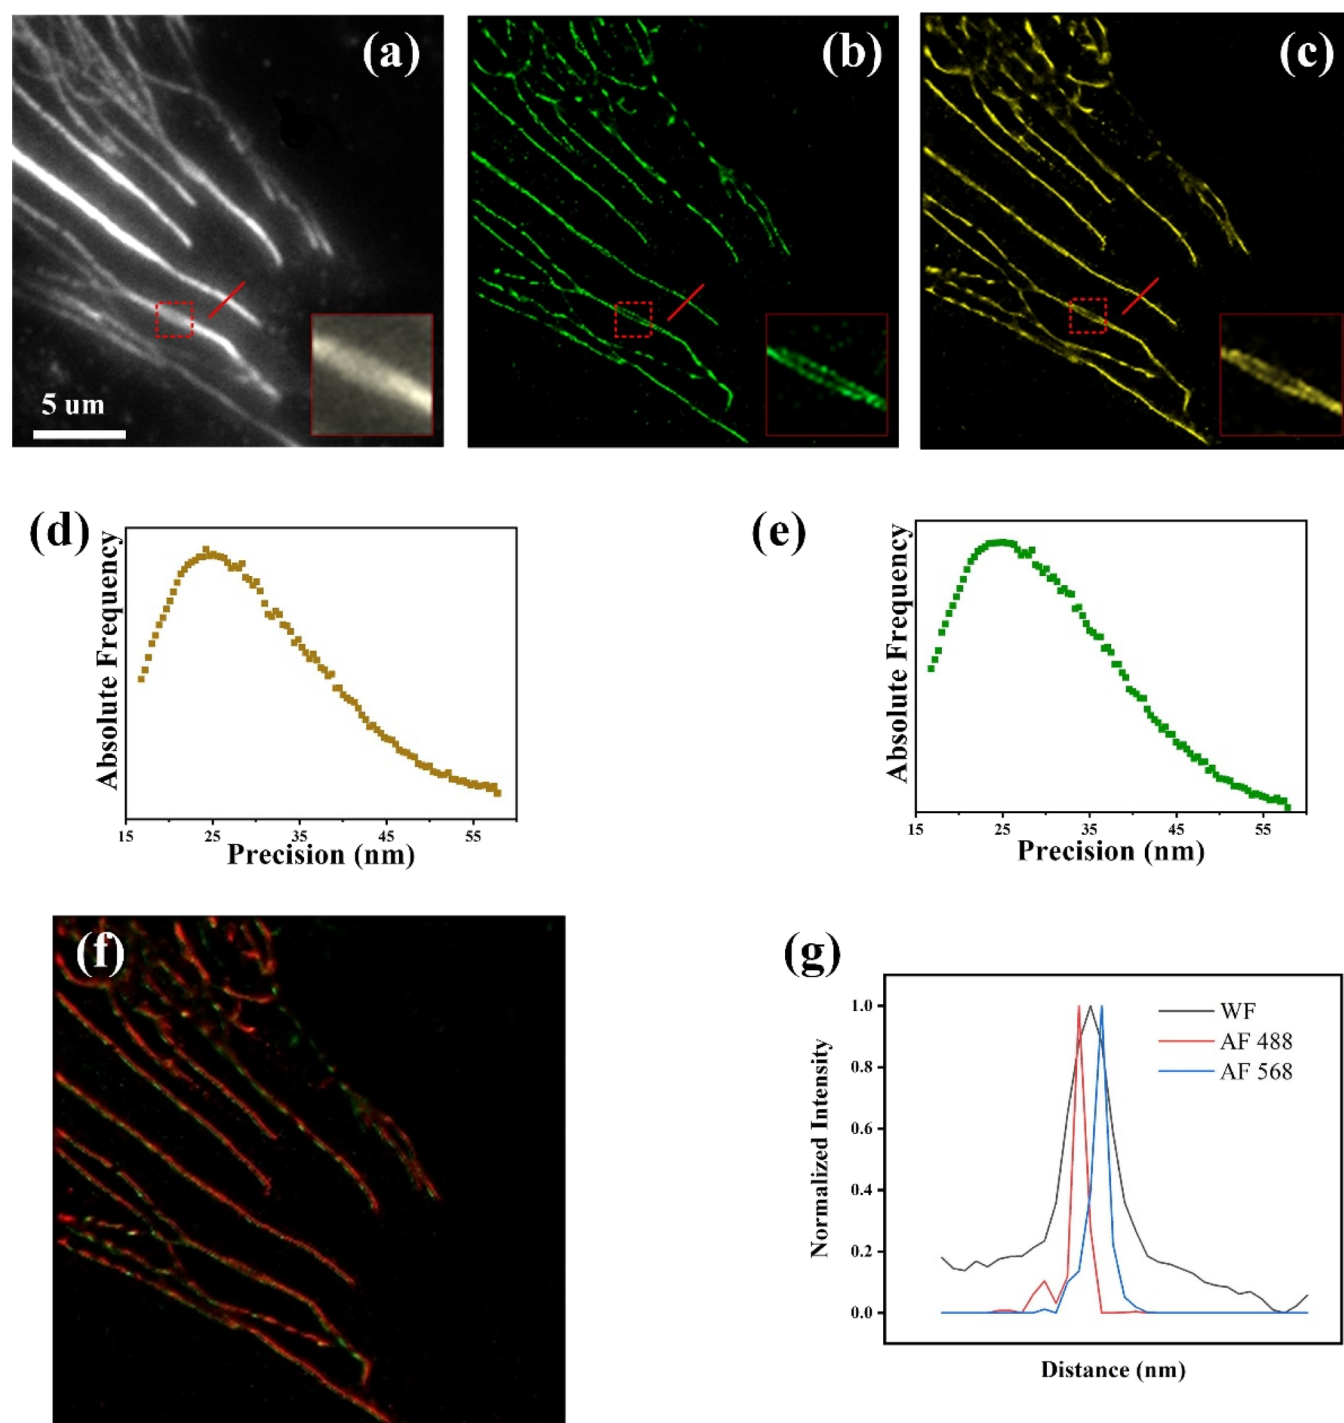 (a)
(b)
(c)
5 um
(d)
Absolute Frequency
15 25 35 45 55
Precision (nm)
(e)
Absolute Frequency
15 25 35 45 55
Precision (nm)
(f)
(g)
Normalized Intensity
1.0
0.8
0.6
0.4
0.2
0.0
WF
AF 488
AF 568
Distance (nm)